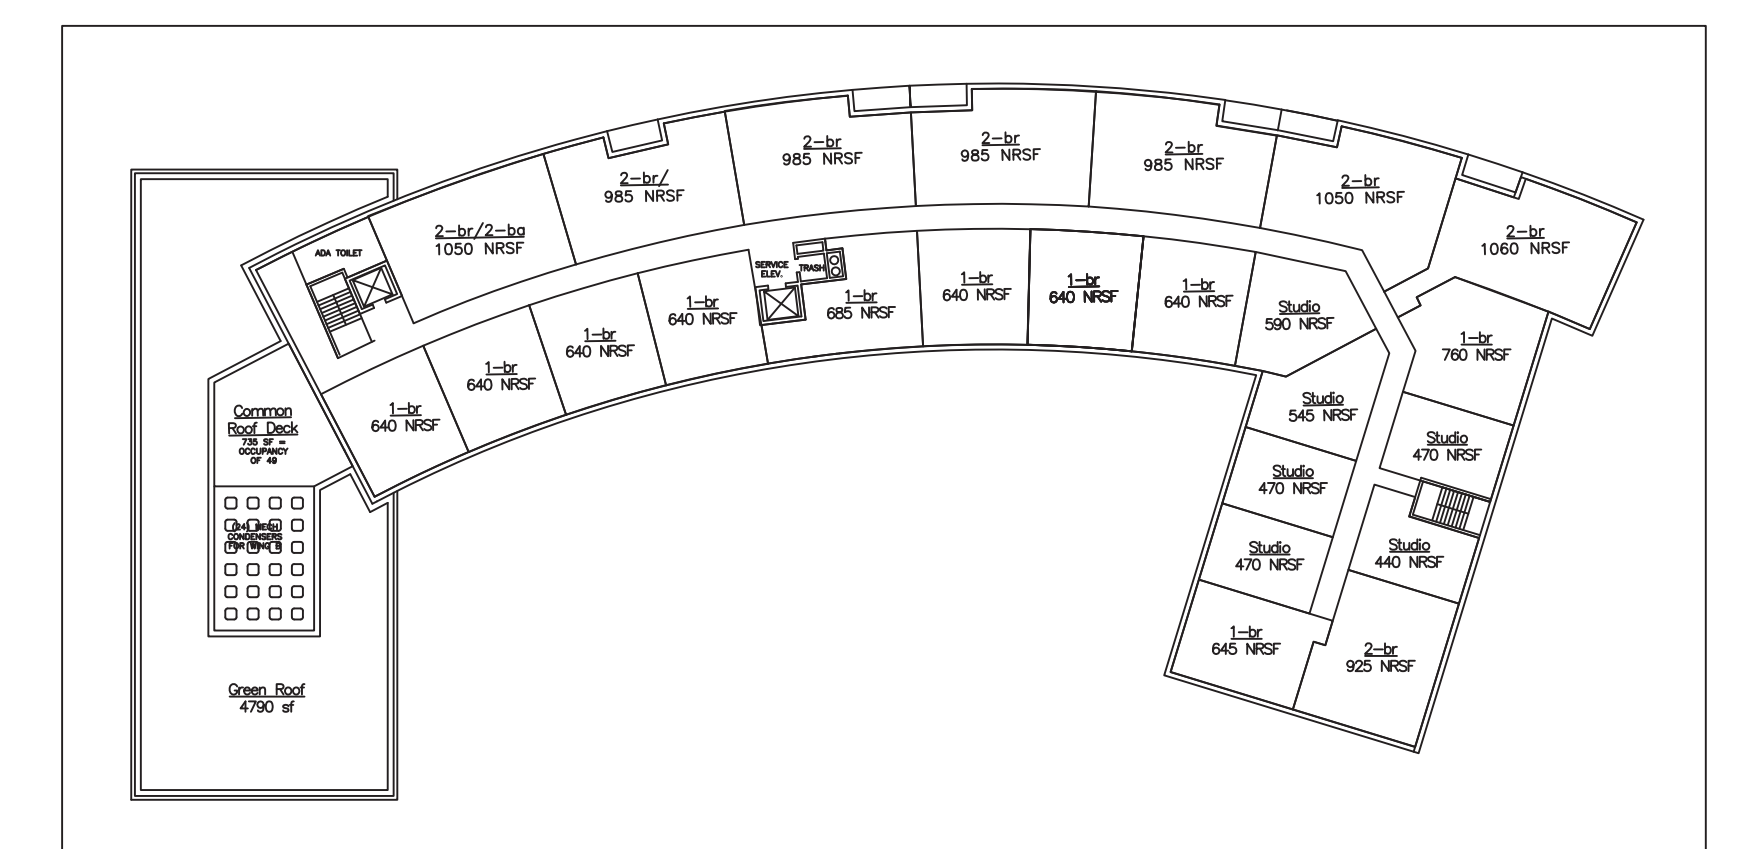 2-br
985 NRSF
2-br
985 NRSF
2-br
985 NRSF
2-br/
985 NRSF
2-br
1050 NRSF
2-br/2-ba
1050 NRSF
2-br
1060 NRSF
ADA TOILET
SERVICE
ELEV.
TRASH
1-br
640 NRSF
1-br
640 NRSF
1-br
640 NRSF
1-br
640 NRSF
1-br
685 NRSF
1-br
640 NRSF
1-br
640 NRSF
1-br
640 NRSF
Studio
590 NRSF
1-br
760 NRSF
Studio
545 NRSF
Studio
470 NRSF
Studio
470 NRSF
Studio
470 NRSF
Studio
440 NRSF
1-br
645 NRSF
2-br
925 NRSF
Common
Roof Deck
735 SF =
OCCUPANCY
OF 49
(24) MECH
CONDENSERS
FOR WING B
Green Roof
4790 sf